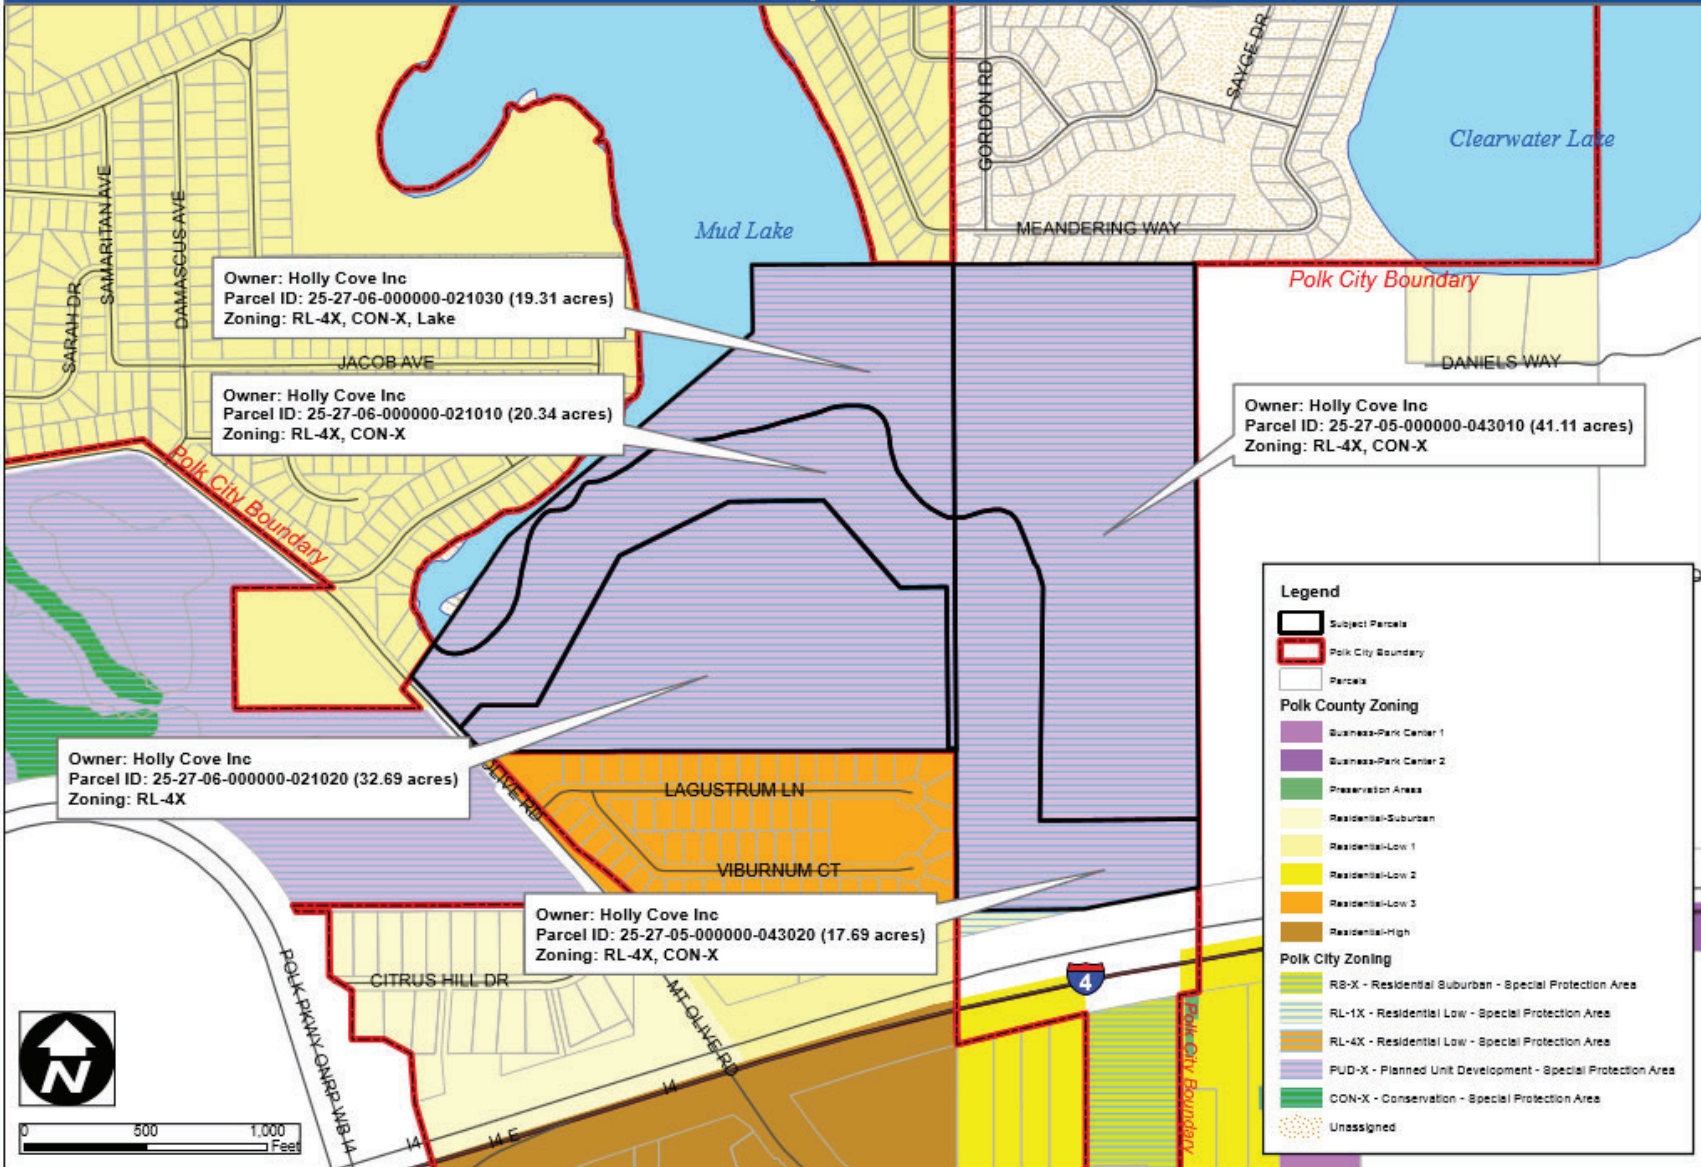 SAYGE DR
GORDON RD
Clearwater Lake
SAMARITAN AVE
DAMASCUS AVE
Mud Lake
MEANDERING WAY
Owner: Holly Cove Inc
Parcel ID: 25-27-06-000000-021030 (19.31 acres)
Zoning: RL-4X, CON-X, Lake
Polk City Boundary
SARAH DR
JACOB AVE
DANIELS WAY
Owner: Holly Cove Inc
Parcel ID: 25-27-06-000000-021010 (20.34 acres)
Zoning: RL-4X, CON-X
Owner: Holly Cove Inc
Parcel ID: 25-27-05-000000-043010 (41.11 acres)
Zoning: RL-4X, CON-X
Polk City Boundary
Owner: Holly Cove Inc
Parcel ID: 25-27-06-000000-021020 (32.69 acres)
Zoning: RL-4X
OLIVE RD
LAGUSTRUM LN
VIBURNUM CT
Owner: Holly Cove Inc
Parcel ID: 25-27-05-000000-043020 (17.69 acres)
Zoning: RL-4X, CON-X
CITRUS HILL DR
POLK PKWY ONRP WB I4
MT OLIVE RD
4
Polk City Boundary
I4
I4
I4 E
N
0 500 1,000
Feet
Legend
Subject Parcels
Polk City Boundary
Parcels
Polk County Zoning
Business-Park Center 1
Business-Park Center 2
Preservation Areas
Residential-Suburban
Residential-Low 1
Residential-Low 2
Residential-Low 3
Residential-High
Polk City Zoning
RS-X - Residential Suburban - Special Protection Area
RL-1X - Residential Low - Special Protection Area
RL-4X - Residential Low - Special Protection Area
PUD-X - Planned Unit Development - Special Protection Area
CON-X - Conservation - Special Protection Area
Unassigned